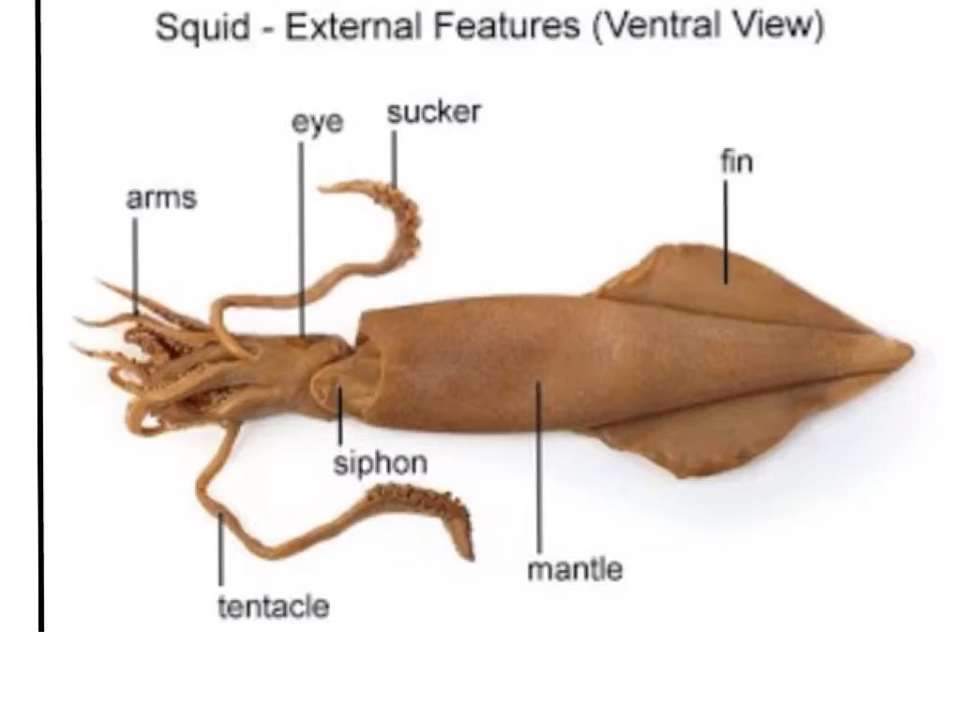 Squid - External Features (Ventral View)
sucker
eye
fin
arms
siphon
mantle
tentacle